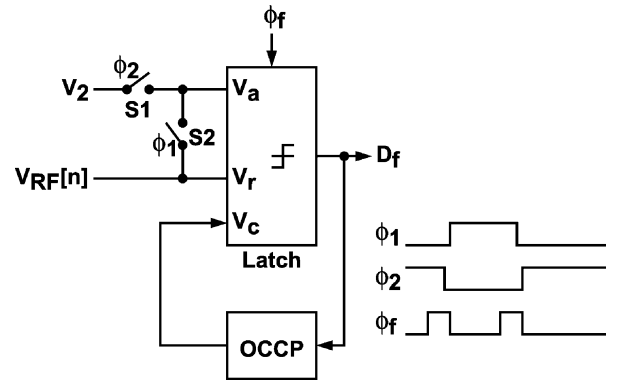 ϕf
ϕ2
V2
S1
Va
S2
ϕ1
Df
VRF[n]
Vr
Vc
Latch
OCCP
ϕ1
ϕ2
ϕf